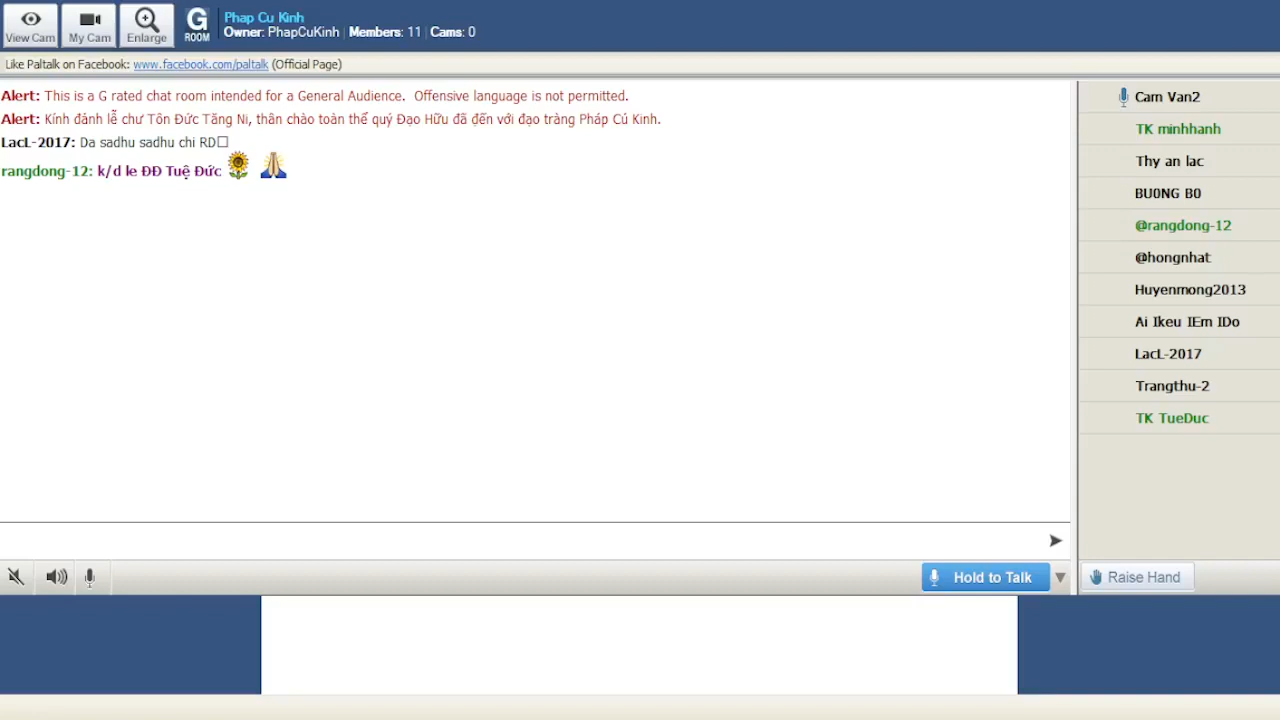 View Cam
My Cam
Enlarge
G
ROOM
Phap Cu Kinh
Owner: PhapCuKinh | Members: 11 | Cams: 0
Like Paltalk on Facebook: www.facebook.com/paltalk (Official Page)
Alert: This is a G rated chat room intended for a General Audience.  Offensive language is not permitted.
Alert: Kính đảnh lễ chư Tôn Đức Tăng Ni, thân chào toàn thể quý Đạo Hữu đã đến với đạo tràng Pháp Cú Kinh.
LacL-2017: Da sadhu sadhu chi RD□
rangdong-12: k/d le ĐĐ Tuệ Đức
Cam Van2
TK minhhanh
Thy an lac
BU0NG B0
@rangdong-12
@hongnhat
Huyenmong2013
Ai Ikeu IEm IDo
LacL-2017
Trangthu-2
TK TueDuc
Hold to Talk
Raise Hand